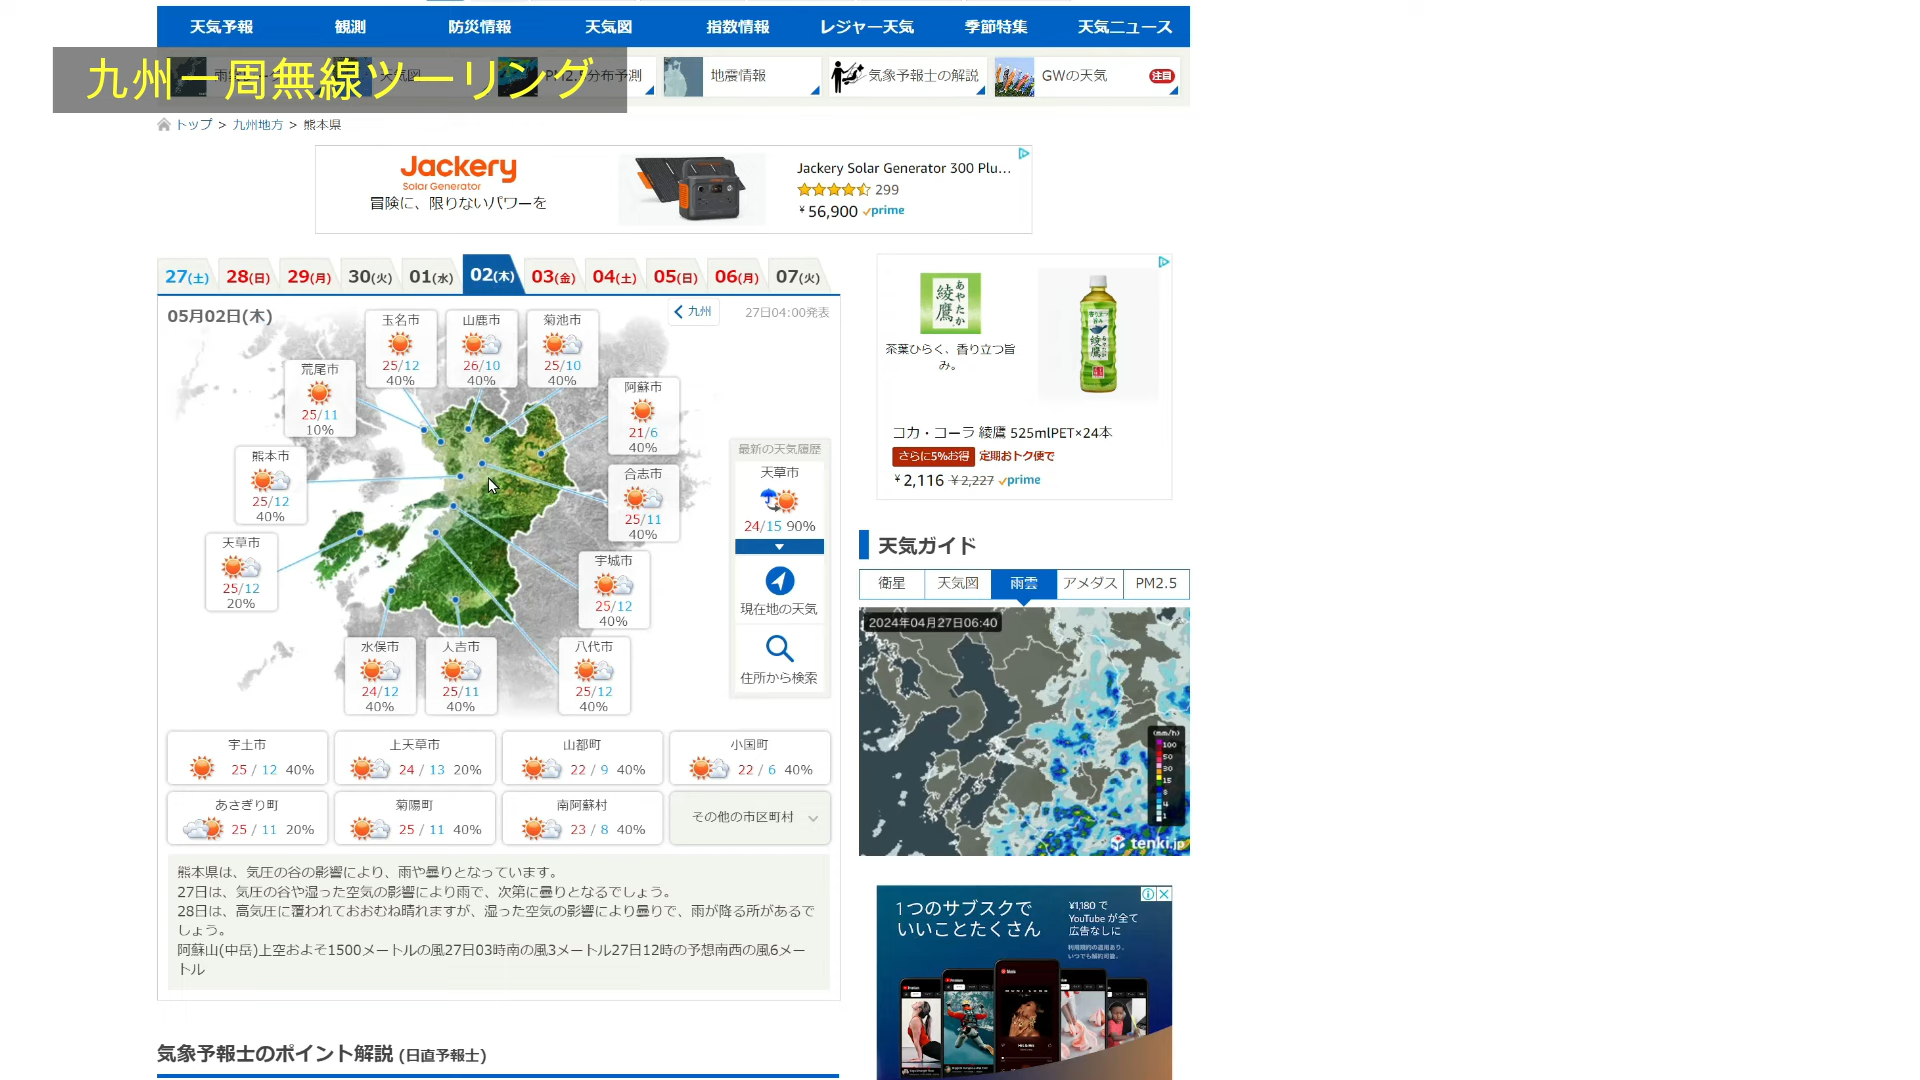 天気予報 観測 防災情報 天気図 指数情報 レジャー天気 季節特集 天気ニュース
九州一周無線ツーリング
地震情報 気象予報士の解説 GWの天気 注目
トップ > 九州地方 > 熊本県
Jackery
Solar Generator
冒険に、限りないパワーを
Jackery Solar Generator 300 Plu...
299
¥56,900 prime
27(土) 28(日) 29(月) 30(火) 01(水) 02(木) 03(金) 04(土) 05(日) 06(月) 07(火)
05月02日(木)
九州
27日04:00発表
玉名市
25/12
40%
山鹿市
26/10
40%
菊池市
25/10
40%
荒尾市
25/11
10%
阿蘇市
21/6
40%
熊本市
25/12
40%
合志市
25/11
40%
天草市
25/12
20%
宇城市
25/12
40%
水俣市
24/12
40%
人吉市
25/11
40%
八代市
25/12
40%
最新の天気履歴
天草市
24/15 90%
現在地の天気
住所から検索
宇土市
25 / 12 40%
上天草市
24 / 13 20%
山都町
22 / 9 40%
小国町
22 / 6 40%
あさぎり町
25 / 11 20%
菊陽町
25 / 11 40%
南阿蘇村
23 / 8 40%
その他の市区町村
熊本県は、気圧の谷の影響により、雨や曇りとなっています。
27日は、気圧の谷や湿った空気の影響により雨で、次第に曇りとなるでしょう。
28日は、高気圧に覆われておおむね晴れますが、湿った空気の影響により曇りで、雨が降る所があるで
しょう。
阿蘇山(中岳)上空およそ1500メートルの風27日03時南の風3メートル27日12時の予想南西の風6メー
トル
気象予報士のポイント解説 (日直予報士)
あやたか
綾鷹
茶葉ひらく、香り立つ旨
み。
コカ・コーラ 綾鷹 525mlPET×24本
さらに5%お得 定期おトク便で
¥2,116 ¥2,227 prime
天気ガイド
衛星 天気図 雨雲 アメダス PM2.5
2024年04月27日06:40
(mm/h)
100
50
30
15
8
4
1
tenki.jp
1つのサブスクで
いいことたくさん
¥1,180 で
YouTube が全て
広告なしに